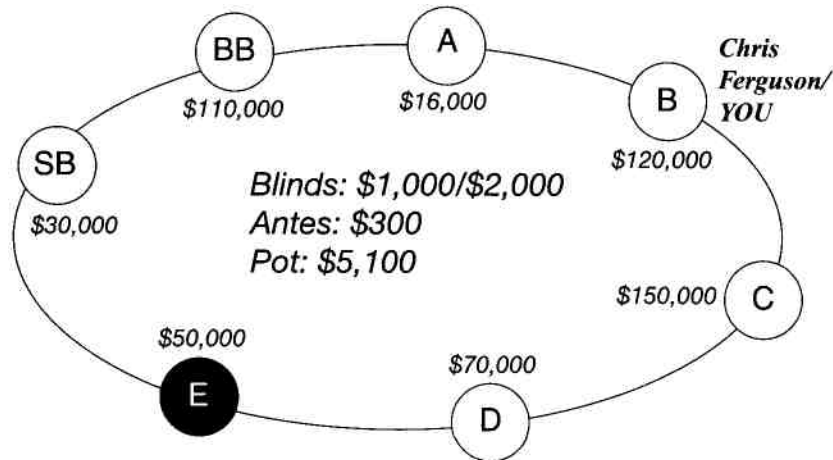 BB
A
Chris
Ferguson/
YOU
B
$110,000
$16,000
$120,000
SB
$30,000
Blinds: $1,000/$2,000
Antes: $300
Pot: $5,100
C
$150,000
$50,000
$70,000
E
D